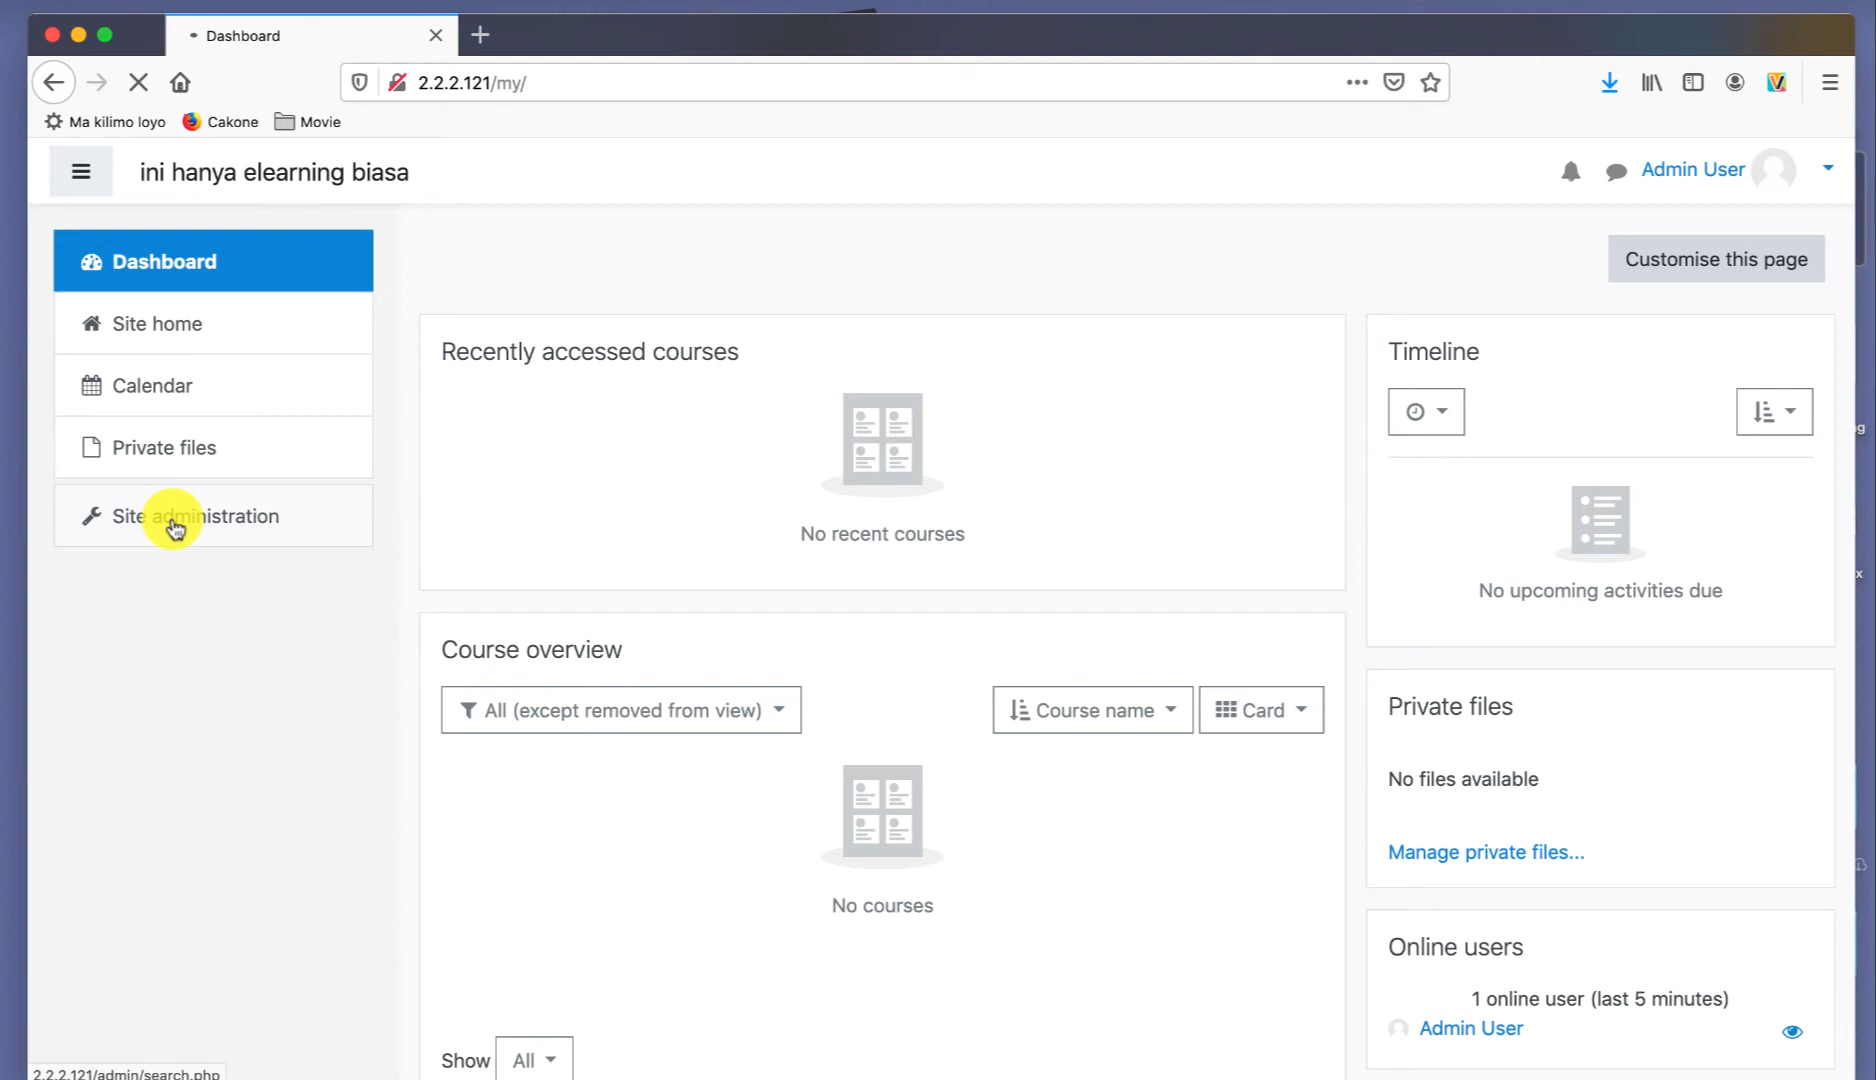 Dashboard
2.2.2.121/my/
Ma kilimo loyo
Cakone
Movie
ini hanya elearning biasa
Admin User
Dashboard
Site home
Calendar
Private files
Site administration
Customise this page
Recently accessed courses
No recent courses
Timeline
No upcoming activities due
Course overview
All (except removed from view)
Course name
Card
No courses
Show
All
Private files
No files available
Manage private files...
Online users
1 online user (last 5 minutes)
Admin User
2.2.2.121/admin/search.php